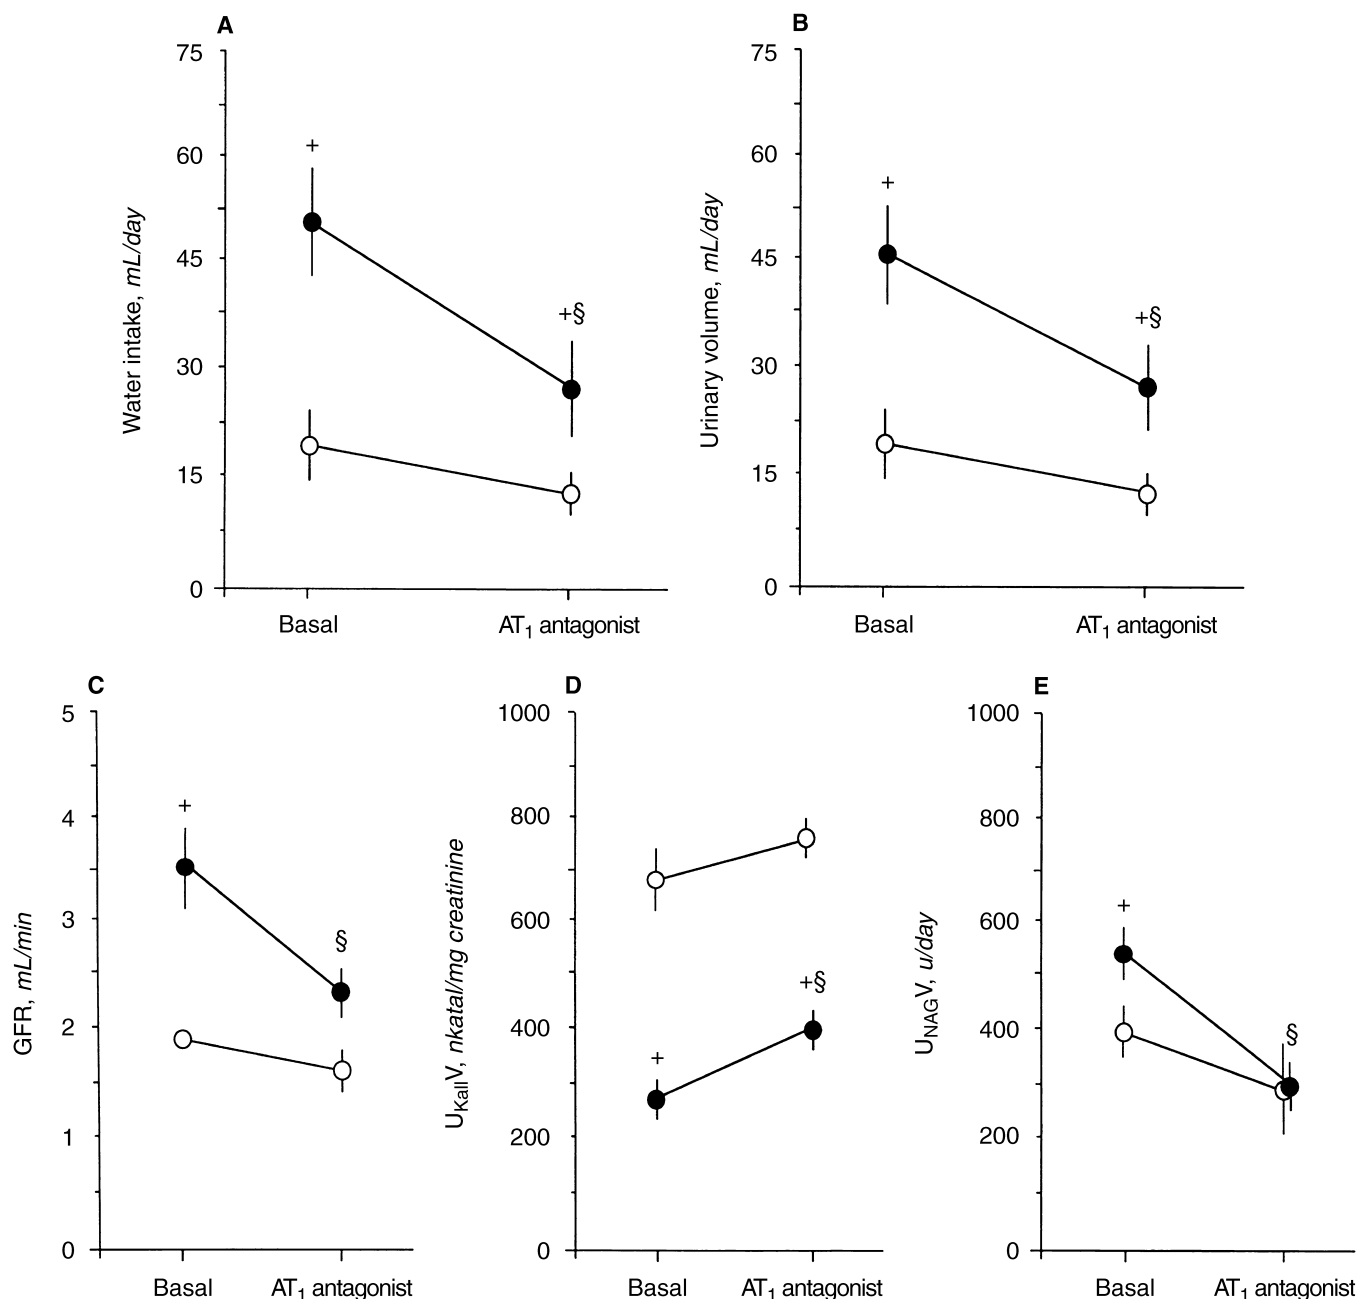 A
75
60
45
30
15
0
Water intake, mL/day
+
+§
Basal
AT1 antagonist
B
75
60
45
30
15
0
Urinary volume, mL/day
+
+§
Basal
AT1 antagonist
C
5
4
3
2
1
0
GFR, mL/min
+
§
Basal
AT1 antagonist
D
1000
800
600
400
200
0
UKallV, nkatal/mg creatinine
+
+§
Basal
AT1 antagonist
E
1000
800
600
400
200
0
UNAGV, u/day
+
§
Basal
AT1 antagonist